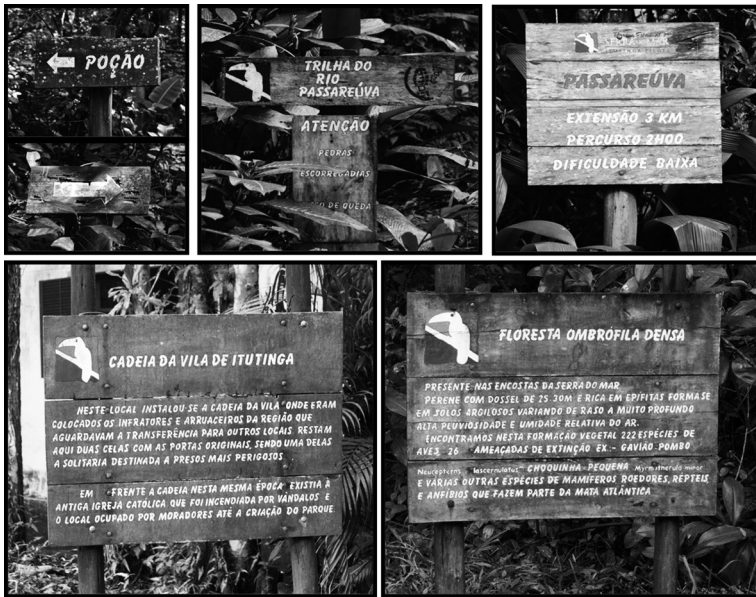 POÇÃO
TRILHA DO
RIO
PASSAREÚVA
ATENÇÃO
PEDRAS
ESCORREGADIAS
DE QUEDA
SERRA DO MAR
PASSAREÚVA
EXTENSÃO 3 KM
PERCURSO 2H00
DIFICULDADE BAIXA
CADEIA DA VILA DE ITUTINGA
NESTE LOCAL INSTALOU-SE A CADEIA DA VILA ONDE ERAM
COLOCADOS OS INFRATORES E ARRUACEIROS DA REGIÃO QUE
AGUARDAVAM A TRANSFERÊNCIA PARA OUTROS LOCAIS. RESTAM
AQUI DUAS CELAS COM AS PORTAS ORIGINAIS, SENDO UMA DELAS
A SOLITARIA DESTINADA A PRESOS MAIS PERIGOSOS.
EM FRENTE A CADEIA NESTA MESMA ÉPOCA EXISTIA À
ANTIGA IGREJA CATÓLICA QUE FOI INCENDIADA POR VÂNDALOS E
O LOCAL OCUPADO POR MORADORES ATÉ A CRIAÇÃO DO PARQUE
FLORESTA OMBRÓFILA DENSA
PRESENTE NAS ENCOSTAS DA SERRA DO MAR
PERENE COM DOSSEL DE 25 30M E RICA EM EPÍFITAS FORMA SE
EM SOLOS ARGILOSOS VARIANDO DE RASO A MUITO PROFUNDO
ALTA PLUVIOSIDADE E UMIDADE RELATIVA DO AR.
ENCONTRAMOS NESTA FORMAÇÃO VEGETAL 222 ESPÉCIES DE
AVES 26 AMEAÇADAS DE EXTINÇÃO EX - GAVIÃO-POMBO
CHOQUINHA-PEQUENA Myrmotherula minor
E VÁRIAS OUTRAS ESPÉCIES DE MAMÍFEROS ROEDORES, RÉPTEIS
E ANFÍBIOS QUE FAZEM PARTE DA MATA ATLÂNTICA